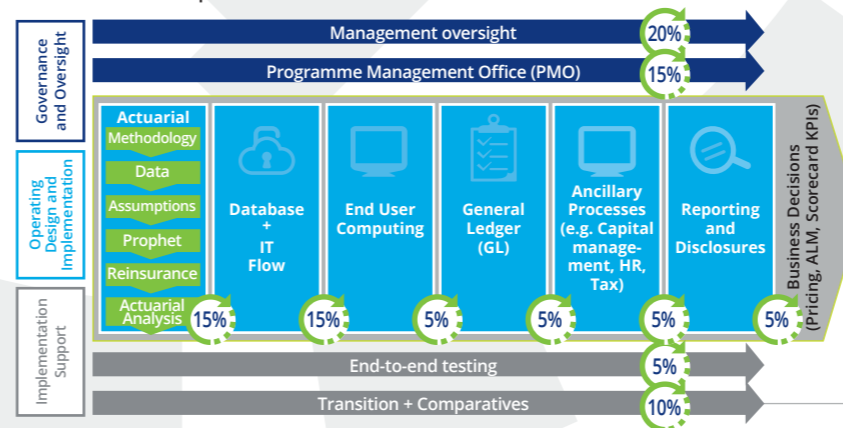 Governance
and Oversight
Management oversight
20%
Programme Management Office (PMO)
15%
Operating
Design and
Implementation
Actuarial
Methodology
Data
Assumptions
Prophet
Reinsurance
Actuarial
Analysis
15%
Database
+
IT
Flow
15%
End User
Computing
5%
General
Ledger
(GL)
5%
Ancillary
Processes
(e.g. Capital
manage-
ment, HR,
Tax)
5%
Reporting
and
Disclosures
5%
Business Decisions
(Pricing, ALM, Scorecard KPIs)
Implementation
Support
End-to-end testing
5%
Transition + Comparatives
10%